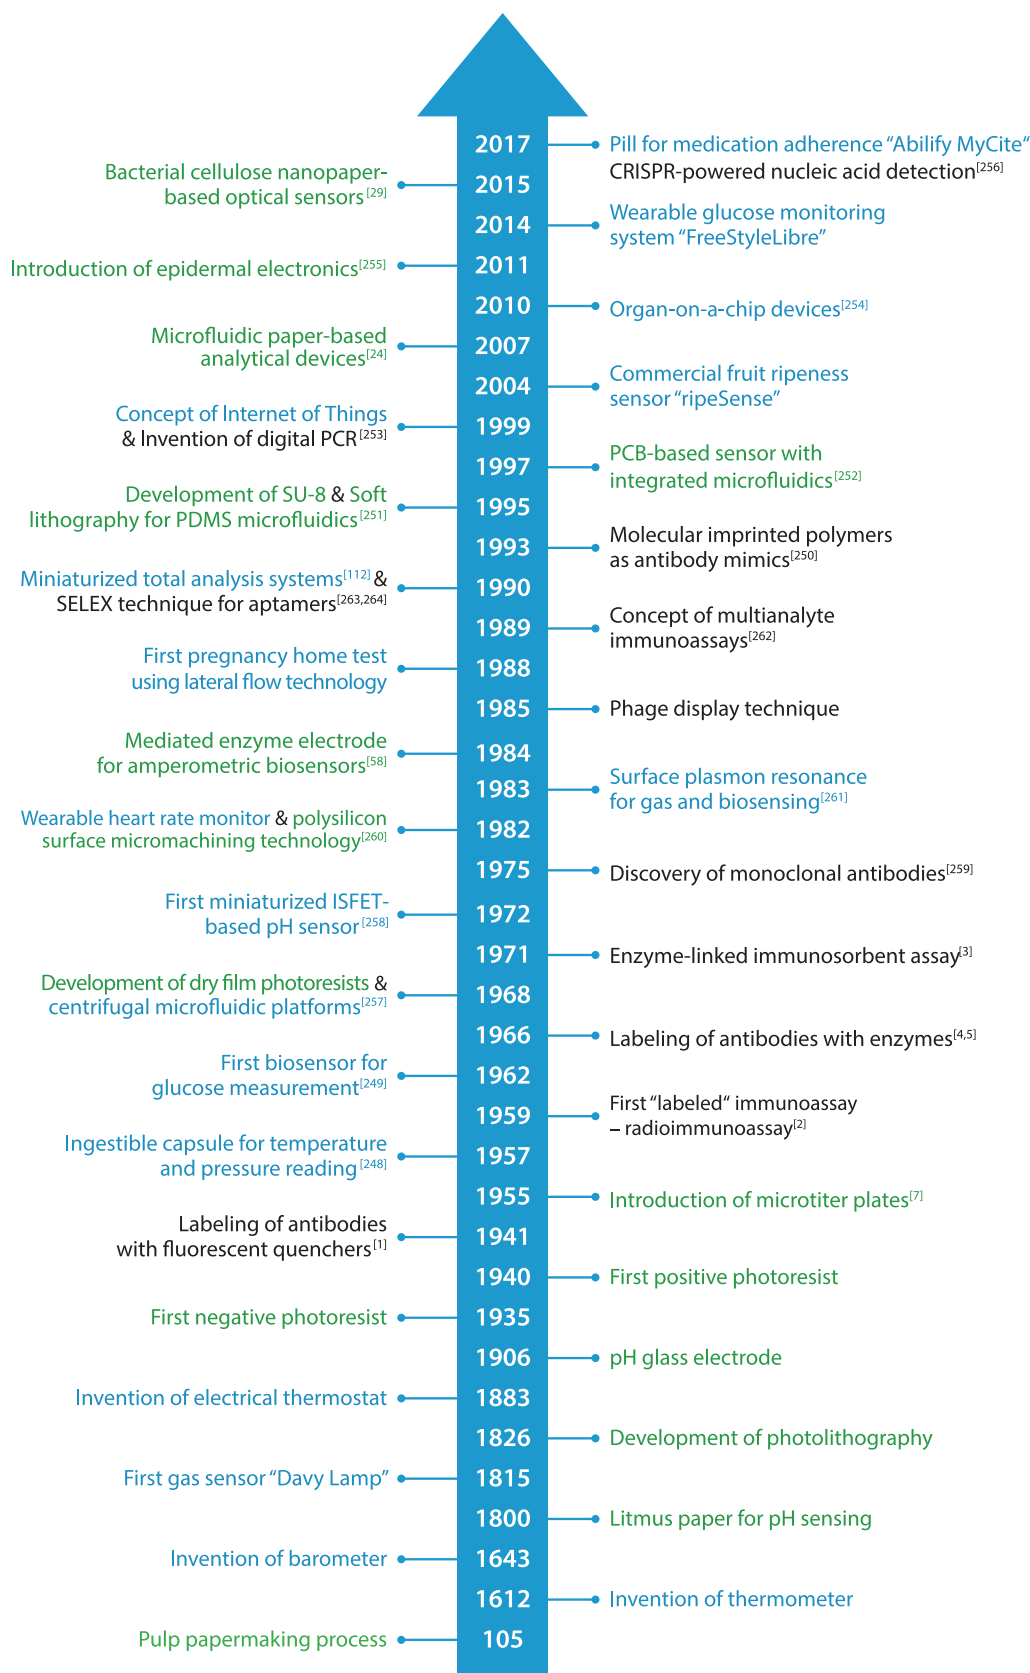 2017
Pill for medication adherence “Abilify MyCite“
CRISPR-powered nucleic acid detection[256]
Bacterial cellulose nanopaper-
based optical sensors[29]
2015
2014
Wearable glucose monitoring
system “FreeStyleLibre”
Introduction of epidermal electronics[255]
2011
2010
Organ-on-a-chip devices[254]
Microfluidic paper-based
analytical devices[24]
2007
2004
Commercial fruit ripeness
sensor “ripeSense”
Concept of Internet of Things
& Invention of digital PCR[253]
1999
1997
PCB-based sensor with
integrated microfluidics[252]
Development of SU-8 & Soft
lithography for PDMS microfluidics[251]
1995
1993
Molecular imprinted polymers
as antibody mimics[250]
Miniaturized total analysis systems[112] &
SELEX technique for aptamers[263,264]
1990
1989
Concept of multianalyte
immunoassays[262]
First pregnancy home test
using lateral flow technology
1988
1985
Phage display technique
Mediated enzyme electrode
for amperometric biosensors[58]
1984
1983
Surface plasmon resonance
for gas and biosensing[261]
Wearable heart rate monitor & polysilicon
surface micromachining technology[260]
1982
1975
Discovery of monoclonal antibodies[259]
First miniaturized ISFET-
based pH sensor[258]
1972
1971
Enzyme-linked immunosorbent assay[3]
Development of dry film photoresists &
centrifugal microfluidic platforms[257]
1968
1966
Labeling of antibodies with enzymes[4,5]
First biosensor for
glucose measurement[249]
1962
1959
First “labeled“ immunoassay
– radioimmunoassay[2]
Ingestible capsule for temperature
and pressure reading[248]
1957
1955
Introduction of microtiter plates[7]
Labeling of antibodies
with fluorescent quenchers[1]
1941
1940
First positive photoresist
First negative photoresist
1935
1906
pH glass electrode
Invention of electrical thermostat
1883
1826
Development of photolithography
First gas sensor “Davy Lamp”
1815
1800
Litmus paper for pH sensing
Invention of barometer
1643
1612
Invention of thermometer
Pulp papermaking process
105